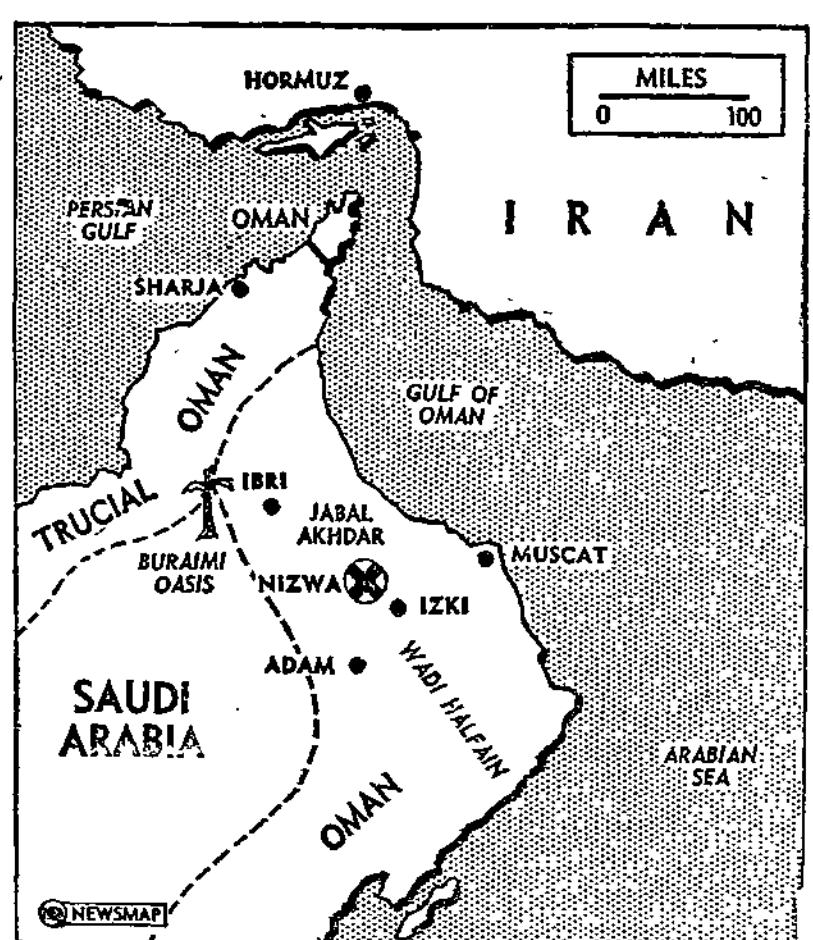 HORMUZ
MILES
0 100
PERSIAN
GULF
OMAN
IRAN
SHARJA
OMAN
GULF OF
OMAN
TRUCIAL
IBRI
JABAL
AKHDAR
BURAIMI
OASIS
MUSCAT
NIZWA
IZKI
ADAM
WADI HALFAIN
SAUDI
ARABIA
ARABIAN
SEA
OMAN
NEWSMAP